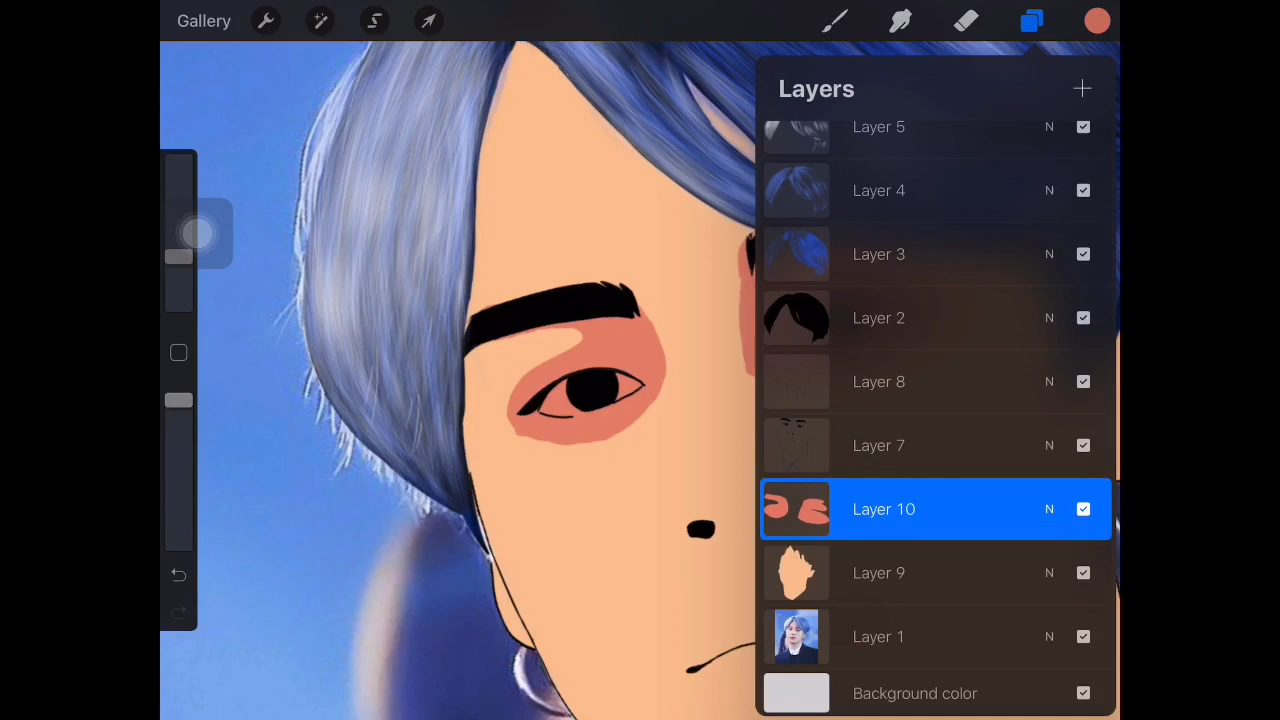 Gallery
Layers
Layer 5 N
Layer 4 N
Layer 3 N
Layer 2 N
Layer 8 N
Layer 7 N
Layer 10 N
Layer 9 N
Layer 1 N
Background color